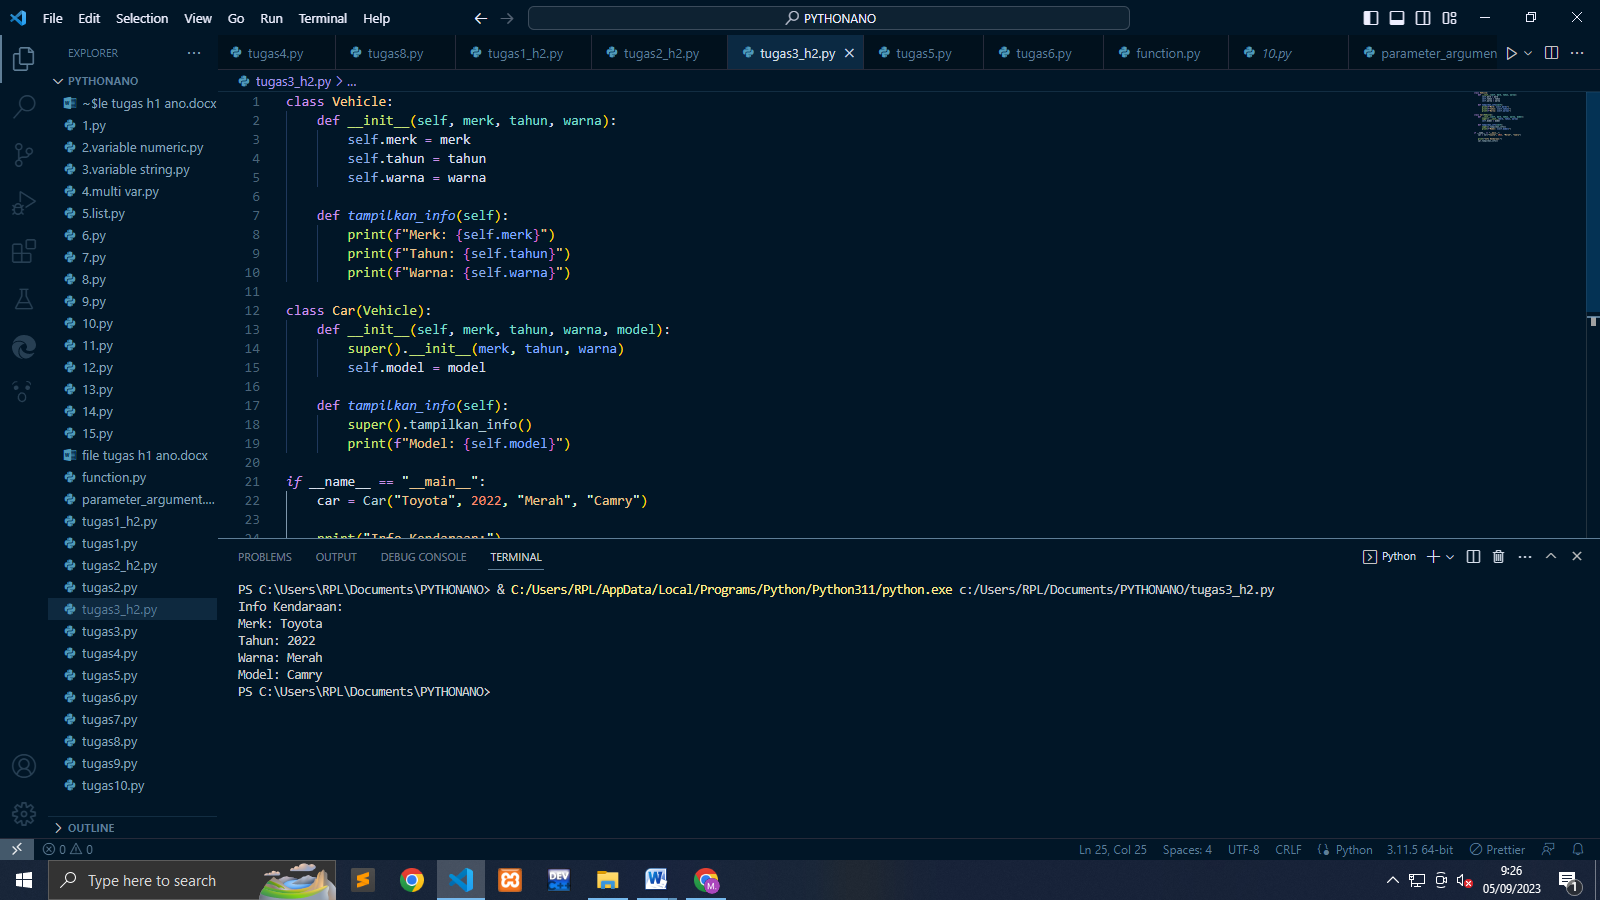 File Edit Selection View Go Run Terminal Help
PYTHONANO
EXPLORER
tugas4.py tugas8.py tugas1_h2.py tugas2_h2.py tugas3_h2.py tugas5.py tugas6.py function.py 10.py parameter_argumen
PYTHONANO
~$le tugas h1 ano.docx
1.py
2.variable numeric.py
3.variable string.py
4.multi var.py
5.list.py
6.py
7.py
8.py
9.py
10.py
11.py
12.py
13.py
14.py
15.py
file tugas h1 ano.docx
function.py
parameter_argument....
tugas1_h2.py
tugas1.py
tugas2_h2.py
tugas2.py
tugas3_h2.py
tugas3.py
tugas4.py
tugas5.py
tugas6.py
tugas7.py
tugas8.py
tugas9.py
tugas10.py
OUTLINE
tugas3_h2.py > ...
1 class Vehicle:
2     def __init__(self, merk, tahun, warna):
3         self.merk = merk
4         self.tahun = tahun
5         self.warna = warna
6
7     def tampilkan_info(self):
8         print(f"Merk: {self.merk}")
9         print(f"Tahun: {self.tahun}")
10         print(f"Warna: {self.warna}")
11
12 class Car(Vehicle):
13     def __init__(self, merk, tahun, warna, model):
14         super().__init__(merk, tahun, warna)
15         self.model = model
16
17     def tampilkan_info(self):
18         super().tampilkan_info()
19         print(f"Model: {self.model}")
20
21 if __name__ == "__main__":
22     car = Car("Toyota", 2022, "Merah", "Camry")
23
24     print("Info Kendaraan:")
PROBLEMS OUTPUT DEBUG CONSOLE TERMINAL
Python
PS C:\Users\RPL\Documents\PYTHONANO> & C:/Users/RPL/AppData/Local/Programs/Python/Python311/python.exe c:/Users/RPL/Documents/PYTHONANO/tugas3_h2.py
Info Kendaraan:
Merk: Toyota
Tahun: 2022
Warna: Merah
Model: Camry
PS C:\Users\RPL\Documents\PYTHONANO>
0 0
Ln 25, Col 25 Spaces: 4 UTF-8 CRLF Python 3.11.5 64-bit Prettier
Type here to search
DEV
M.
9:26
05/09/2023
1